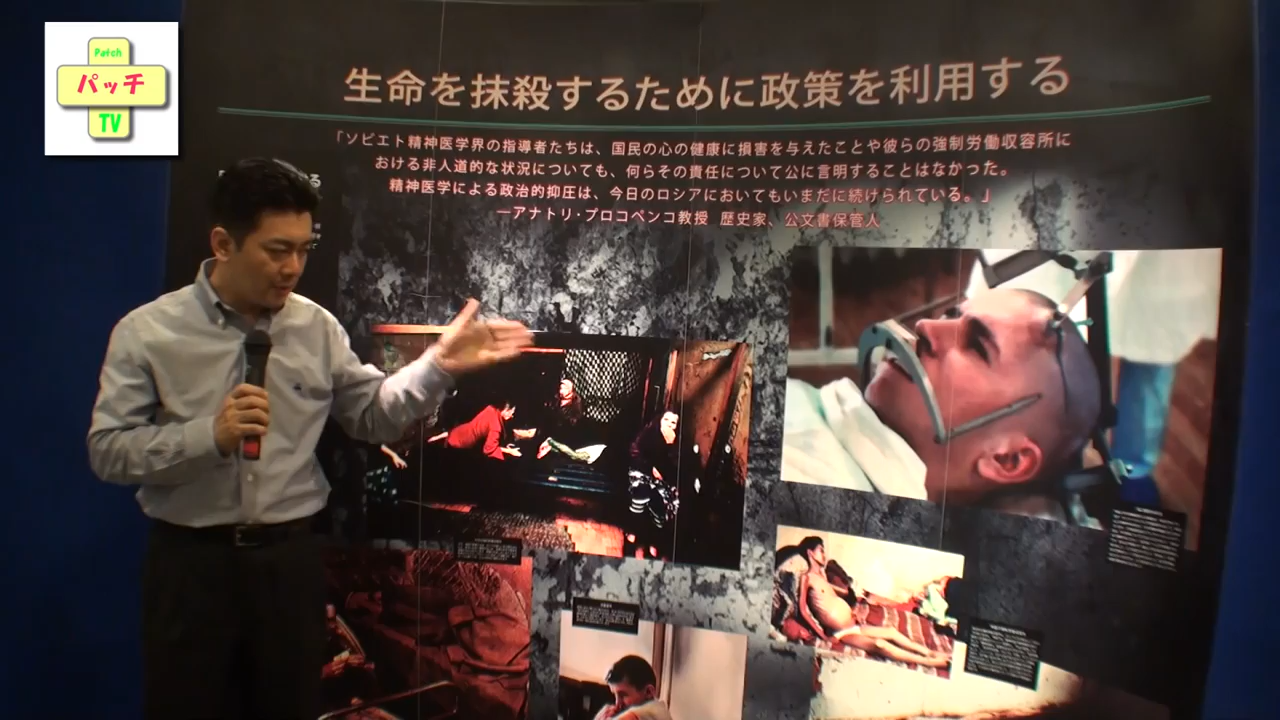 Patch
パッチ
TV
生命を抹殺するために政策を利用する
「ソビエト精神医学界の指導者たちは、国民の心の健康に損害を与えたことや彼らの強制労働収容所に
おける非人道的な状況についても、何らその責任について公に言明することはなかった。
精神医学による政治的抑圧は、今日のロシアにおいてもいまだに続けられている。」
—アナトリ・プロコペンコ教授 歴史家、公文書保管人
る